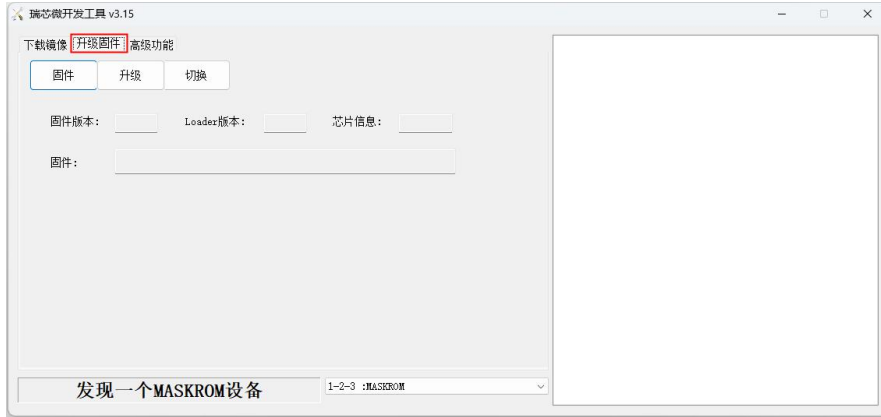 瑞芯微开发工具 v3.15
下载镜像 升级固件 高级功能
固件 升级 切换
固件版本： Loader版本： 芯片信息：
固件：
发现一个MASKROM设备 1-2-3 :MASKROM